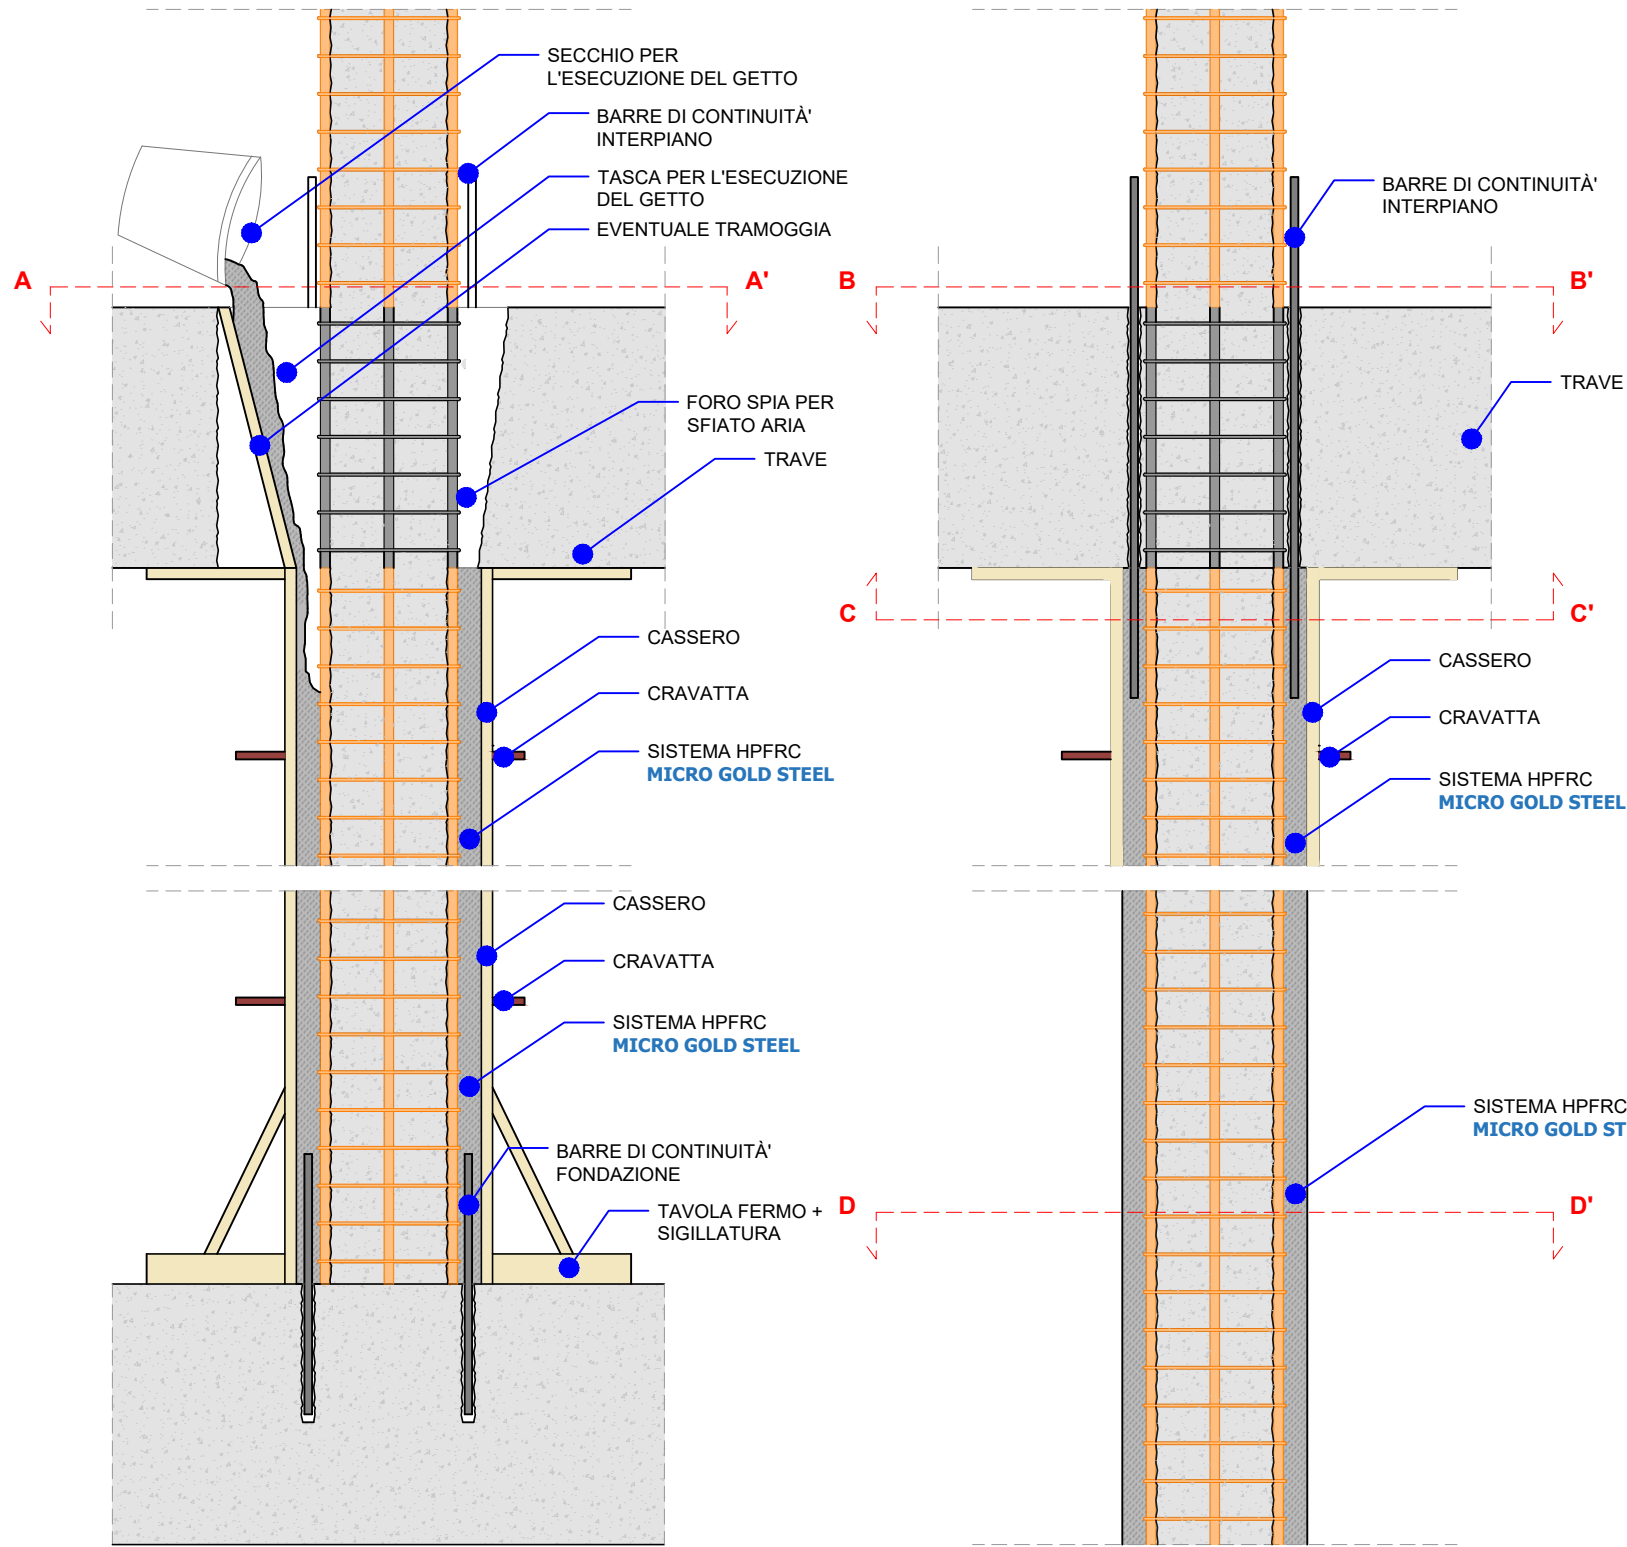 SECCHIO PER
L'ESECUZIONE DEL GETTO
BARRE DI CONTINUITÀ'
INTERPIANO
TASCA PER L'ESECUZIONE
DEL GETTO
EVENTUALE TRAMOGGIA
A
A'
FORO SPIA PER
SFIATO ARIA
TRAVE
CASSERO
CRAVATTA
SISTEMA HPFRC
MICRO GOLD STEEL
CASSERO
CRAVATTA
SISTEMA HPFRC
MICRO GOLD STEEL
BARRE DI CONTINUITÀ'
FONDAZIONE
TAVOLA FERMO +
SIGILLATURA
BARRE DI CONTINUITÀ'
INTERPIANO
B
B'
TRAVE
C
C'
CASSERO
CRAVATTA
SISTEMA HPFRC
MICRO GOLD STEEL
SISTEMA HPFRC
MICRO GOLD ST
D
D'